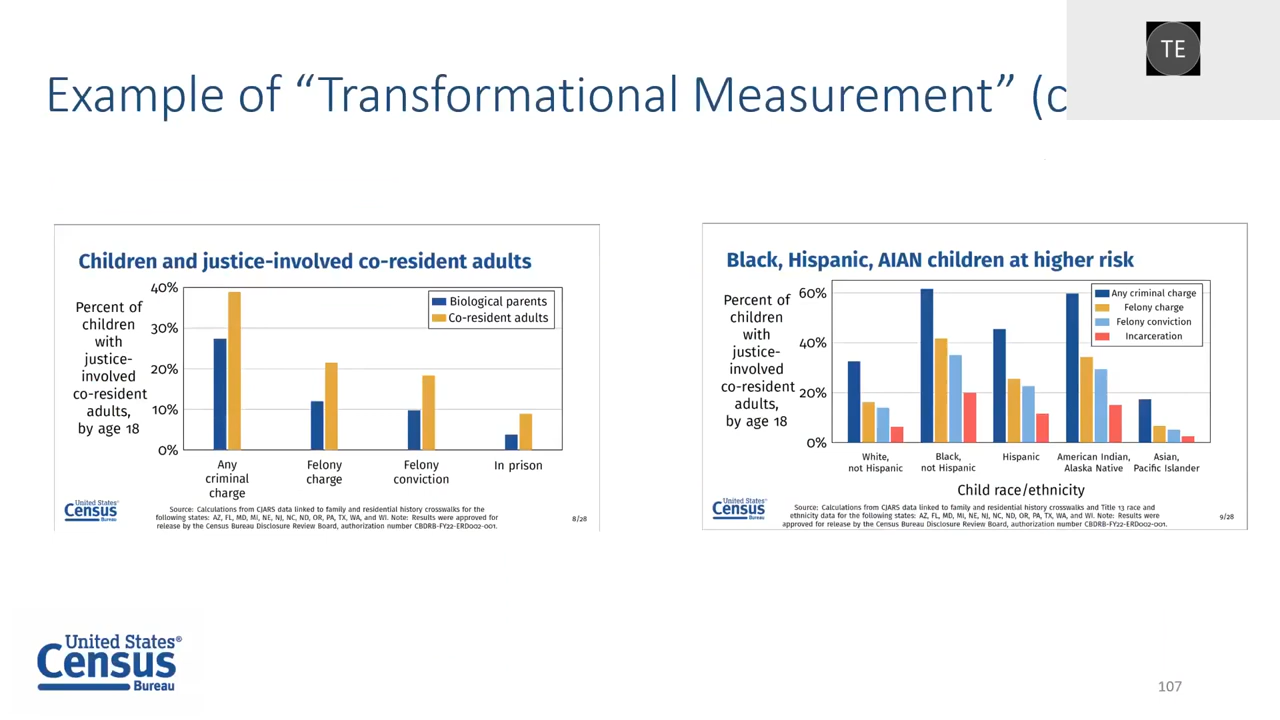 TE
Example of “Transformational Measurement” (c
Children and justice-involved co-resident adults
Percent of
children
with
justice-
involved
co-resident
adults,
by age 18
40%
30%
20%
10%
0%
Biological parents
Co-resident adults
Any
criminal
charge
Felony
charge
Felony
conviction
In prison
United States®
Census
Bureau
Source: Calculations from CJARS data linked to family and residential history crosswalks for the
following states: AZ, FL, MD, MI, NE, NJ, NC, ND, OR, PA, TX, WA, and WI. Note: Results were approved for
release by the Census Bureau Disclosure Review Board, authorization number CBDRB-FY22-ERD002-001.
8/28
Black, Hispanic, AIAN children at higher risk
Percent of
children
with
justice-
involved
co-resident
adults,
by age 18
60%
40%
20%
0%
Any criminal charge
Felony charge
Felony conviction
Incarceration
White,
not Hispanic
Black,
not Hispanic
Hispanic
American Indian,
Alaska Native
Asian,
Pacific Islander
Child race/ethnicity
United States®
Census
Bureau
Source: Calculations from CJARS data linked to family and residential history crosswalks and Title 13 race and
ethnicity data for the following states: AZ, FL, MD, MI, NE, NJ, NC, ND, OR, PA, TX, WA, and WI. Note: Results were
approved for release by the Census Bureau Disclosure Review Board, authorization number CBDRB-FY22-ERD002-001.
9/28
United States®
Census
Bureau
107